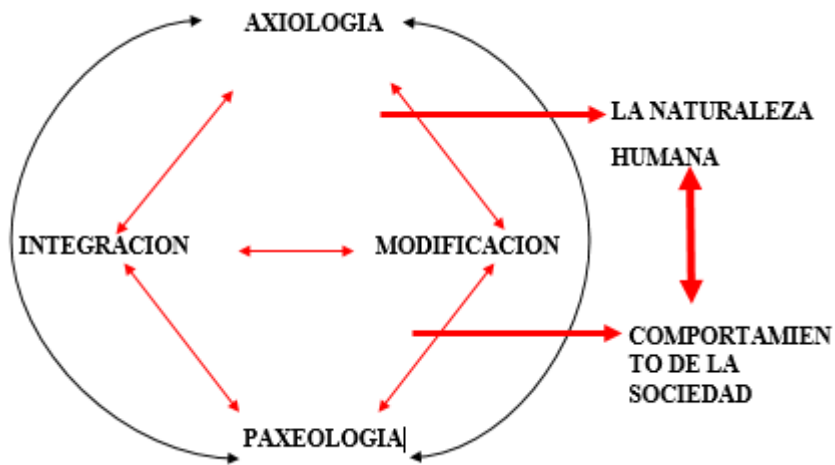 AXIOLOGIA
LA NATURALEZA
HUMANA
INTEGRACION
MODIFICACION
COMPORTAMIEN
TO DE LA
SOCIEDAD
PAXEOLOGIA